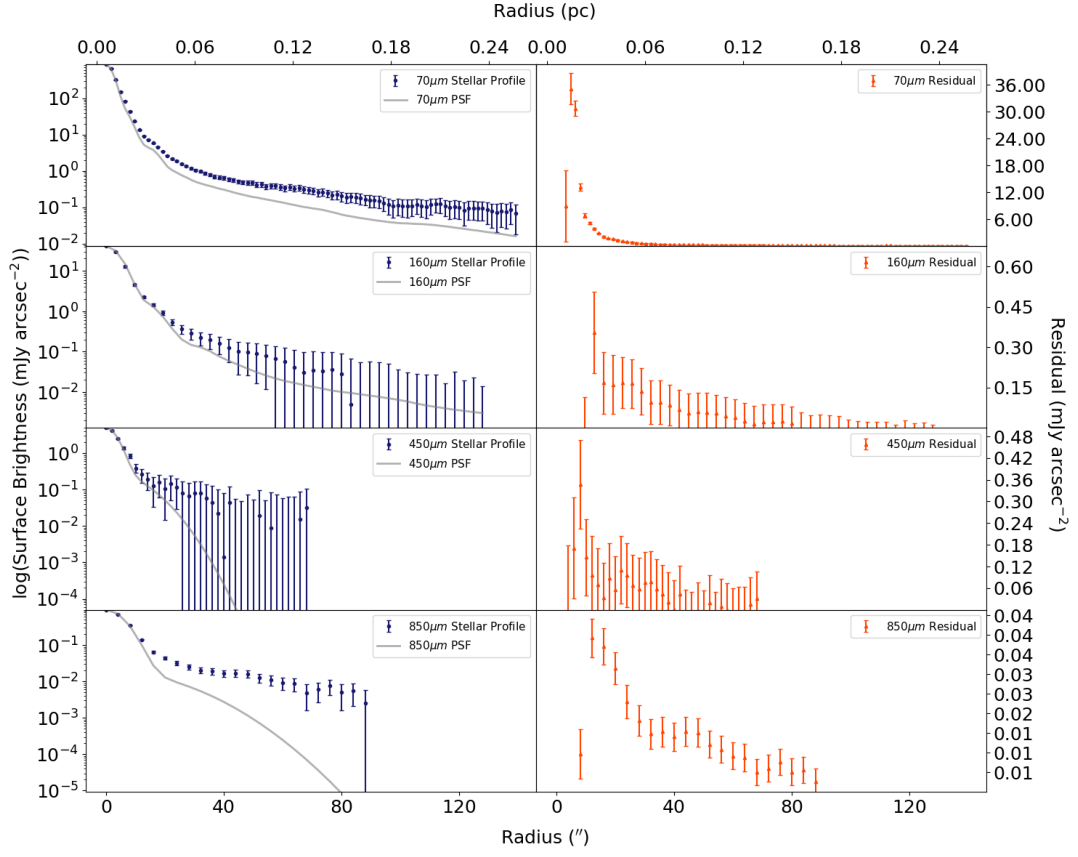 Radius (pc)
0.00 0.06 0.12 0.18 0.24 0.00 0.06 0.12 0.18 0.24
log(Surface Brightness (mJy arcsec⁻²))
Residual (mJy arcsec⁻²)
70μm Stellar Profile
70μm PSF
10²
10¹
10⁰
10⁻¹
10⁻²
70μm Residual
36.00
30.00
24.00
18.00
12.00
6.00
160μm Stellar Profile
160μm PSF
10¹
10⁰
10⁻¹
10⁻²
160μm Residual
0.60
0.45
0.30
0.15
450μm Stellar Profile
450μm PSF
10⁰
10⁻¹
10⁻²
10⁻³
10⁻⁴
450μm Residual
0.48
0.42
0.36
0.30
0.24
0.18
0.12
0.06
850μm Stellar Profile
850μm PSF
10⁻¹
10⁻²
10⁻³
10⁻⁴
10⁻⁵
850μm Residual
0.04
0.04
0.04
0.03
0.03
0.02
0.01
0.01
0.01
0 40 80 120 0 40 80 120
Radius (″)